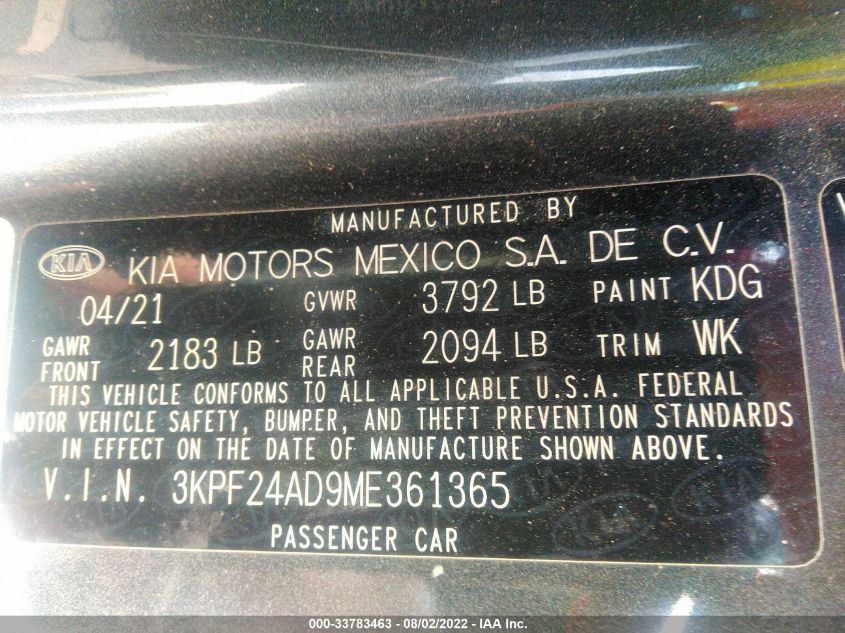 MANUFACTURED BY
KIA KIA MOTORS MEXICO S.A. DE C.V.
04/21 GVWR 3792 LB PAINT KDG
GAWR FRONT 2183 LB GAWR REAR 2094 LB TRIM WK
THIS VEHICLE CONFORMS TO ALL APPLICABLE U.S.A. FEDERAL
MOTOR VEHICLE SAFETY, BUMPER, AND THEFT PREVENTION STANDARDS
IN EFFECT ON THE DATE OF MANUFACTURE SHOWN ABOVE.
V.I.N. 3KPF24AD9ME361365
PASSENGER CAR
000-33783463 - 08/02/2022 - IAA Inc.